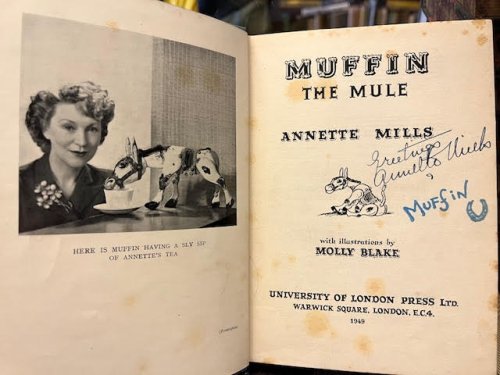 HERE IS MUFFIN HAVING A SLY SIP
OF ANNETTE'S TEA
MUFFIN
THE MULE
ANNETTE MILLS
Greetings
Annette Mills
MuffiN
with illustrations by
MOLLY BLAKE
UNIVERSITY OF LONDON PRESS LTD.
WARWICK SQUARE, LONDON, E.C.4.
1949